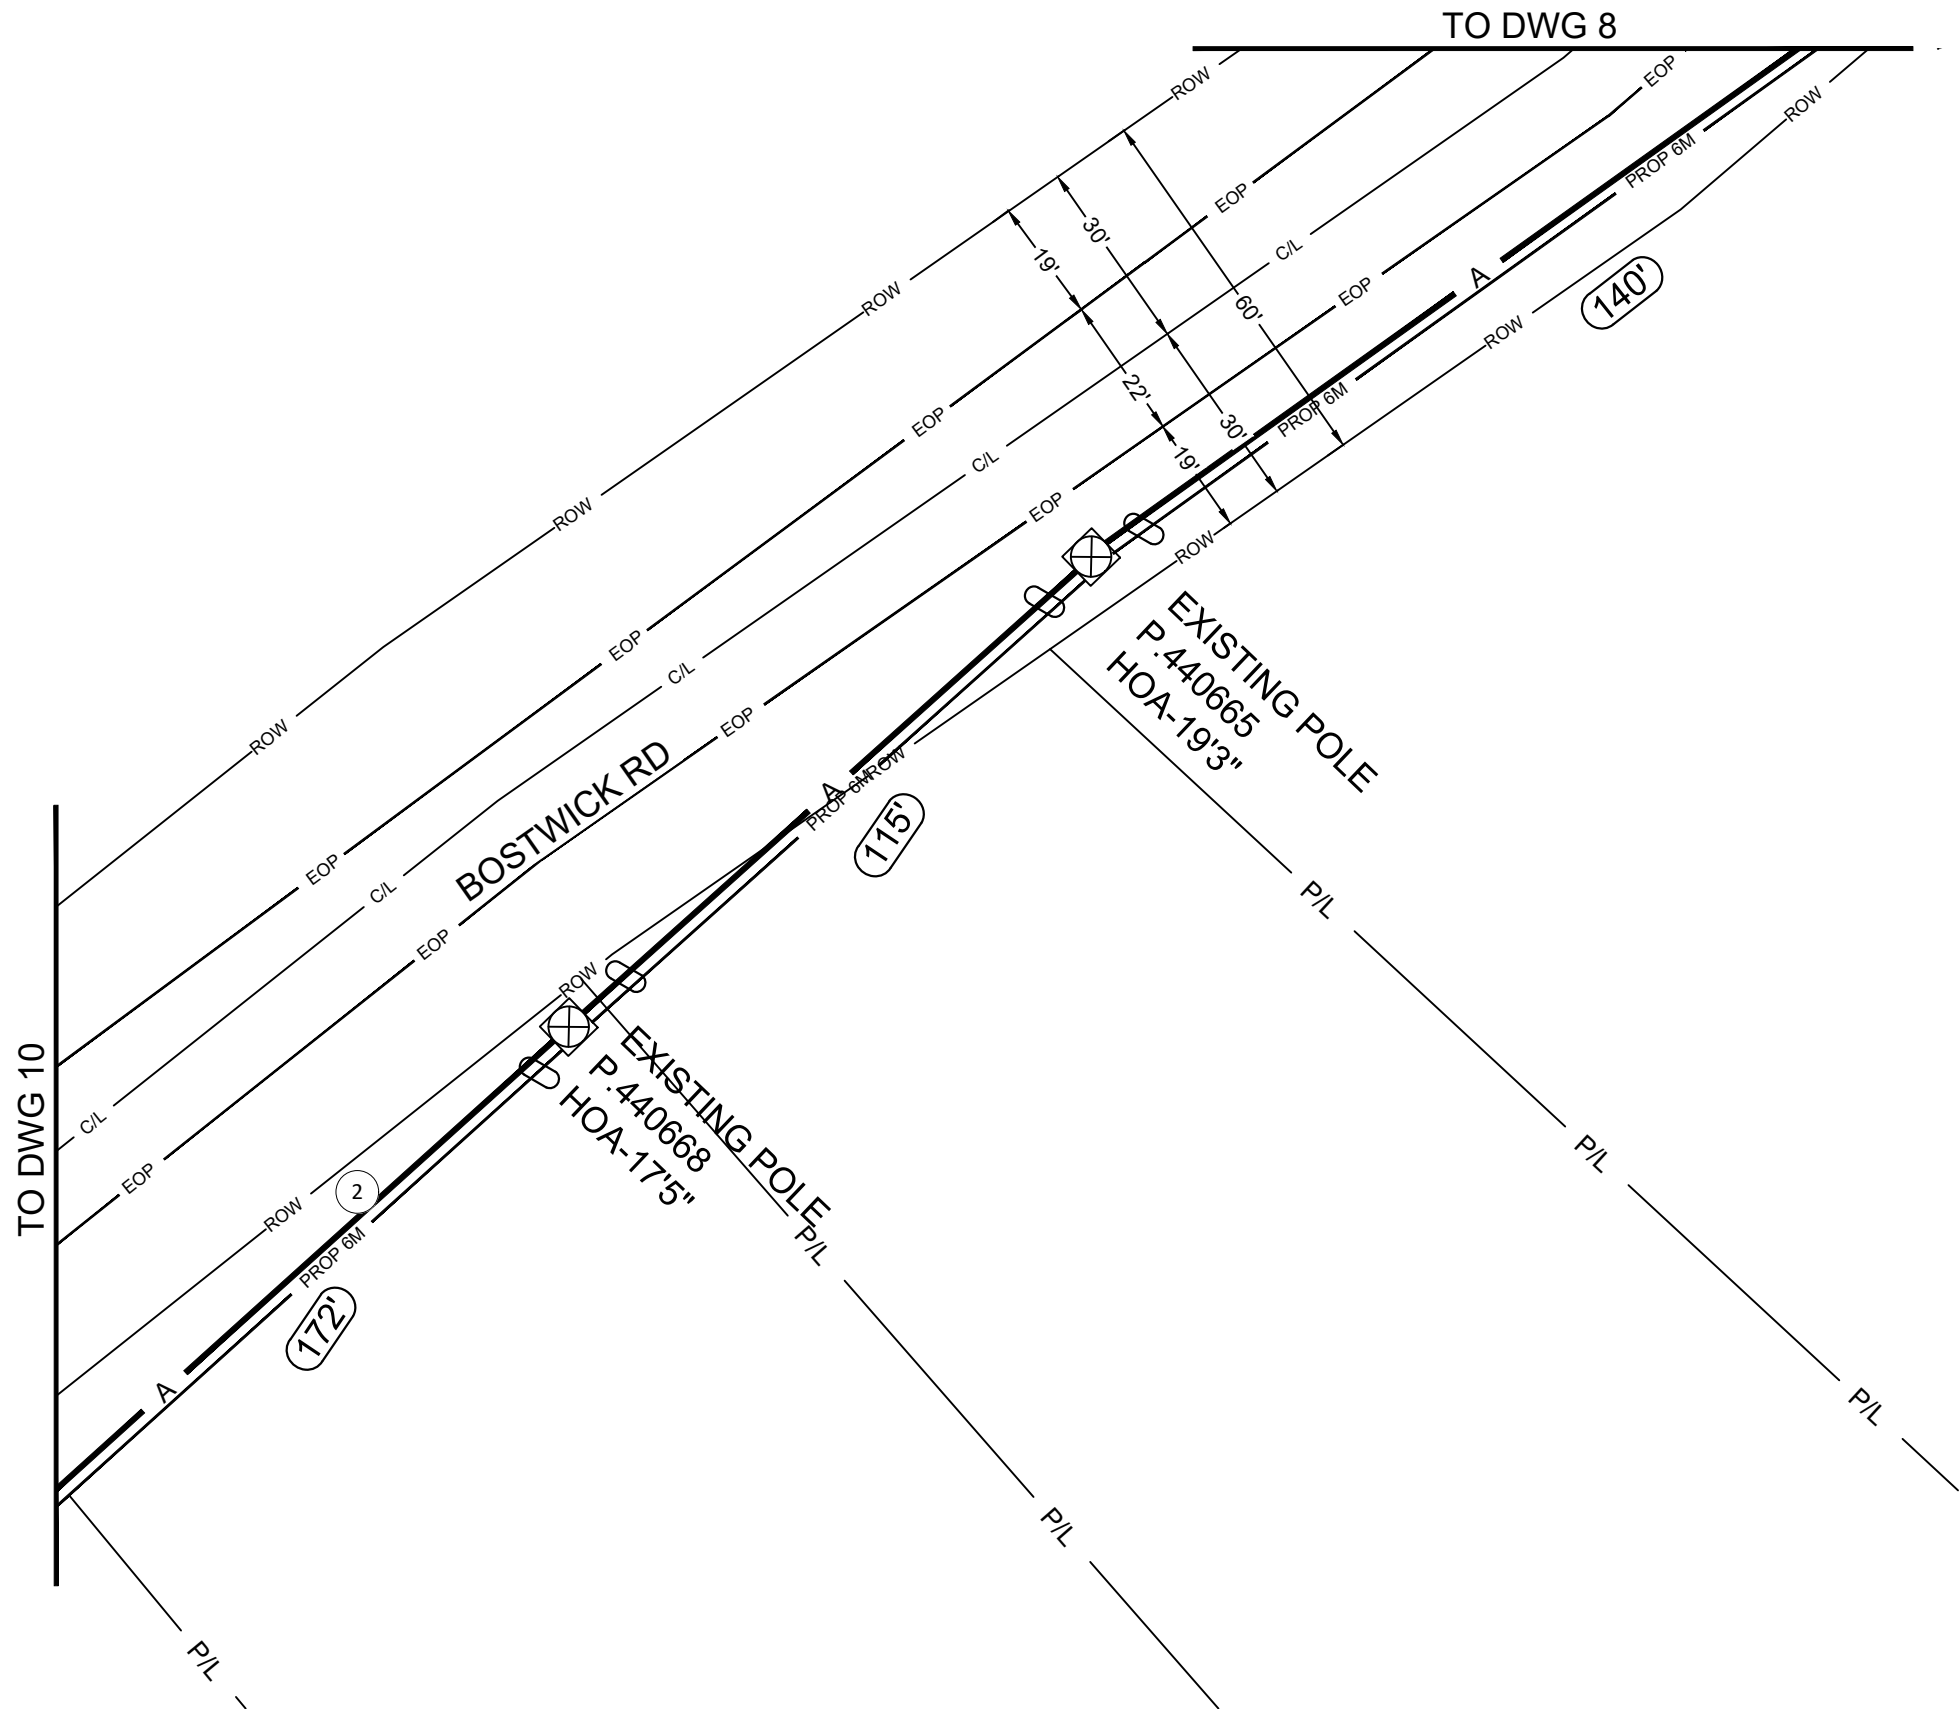 TO DWG 8
ROW
EOP
ROW
PROP 6M
EOP
30'
19'
C/L
A
140'
60'
EOP
ROW
ROW
22'
PROP 6M
30'
19'
EOP
C/L
EOP
ROW
ROW
EXISTING POLE
P.440665
HOA-19'3"
EOP
C/L
ROW
EOP
BOSTWICK RD
A
PROP 6M
ROW
115'
EOP
C/L
P/L
EOP
ROW
EXISTING POLE
P.440668
HOA-17'5"
TO DWG 10
C/L
EOP
ROW
2
PROP 6M
172'
A
P/L
P/L
P/L
P/L
P/L